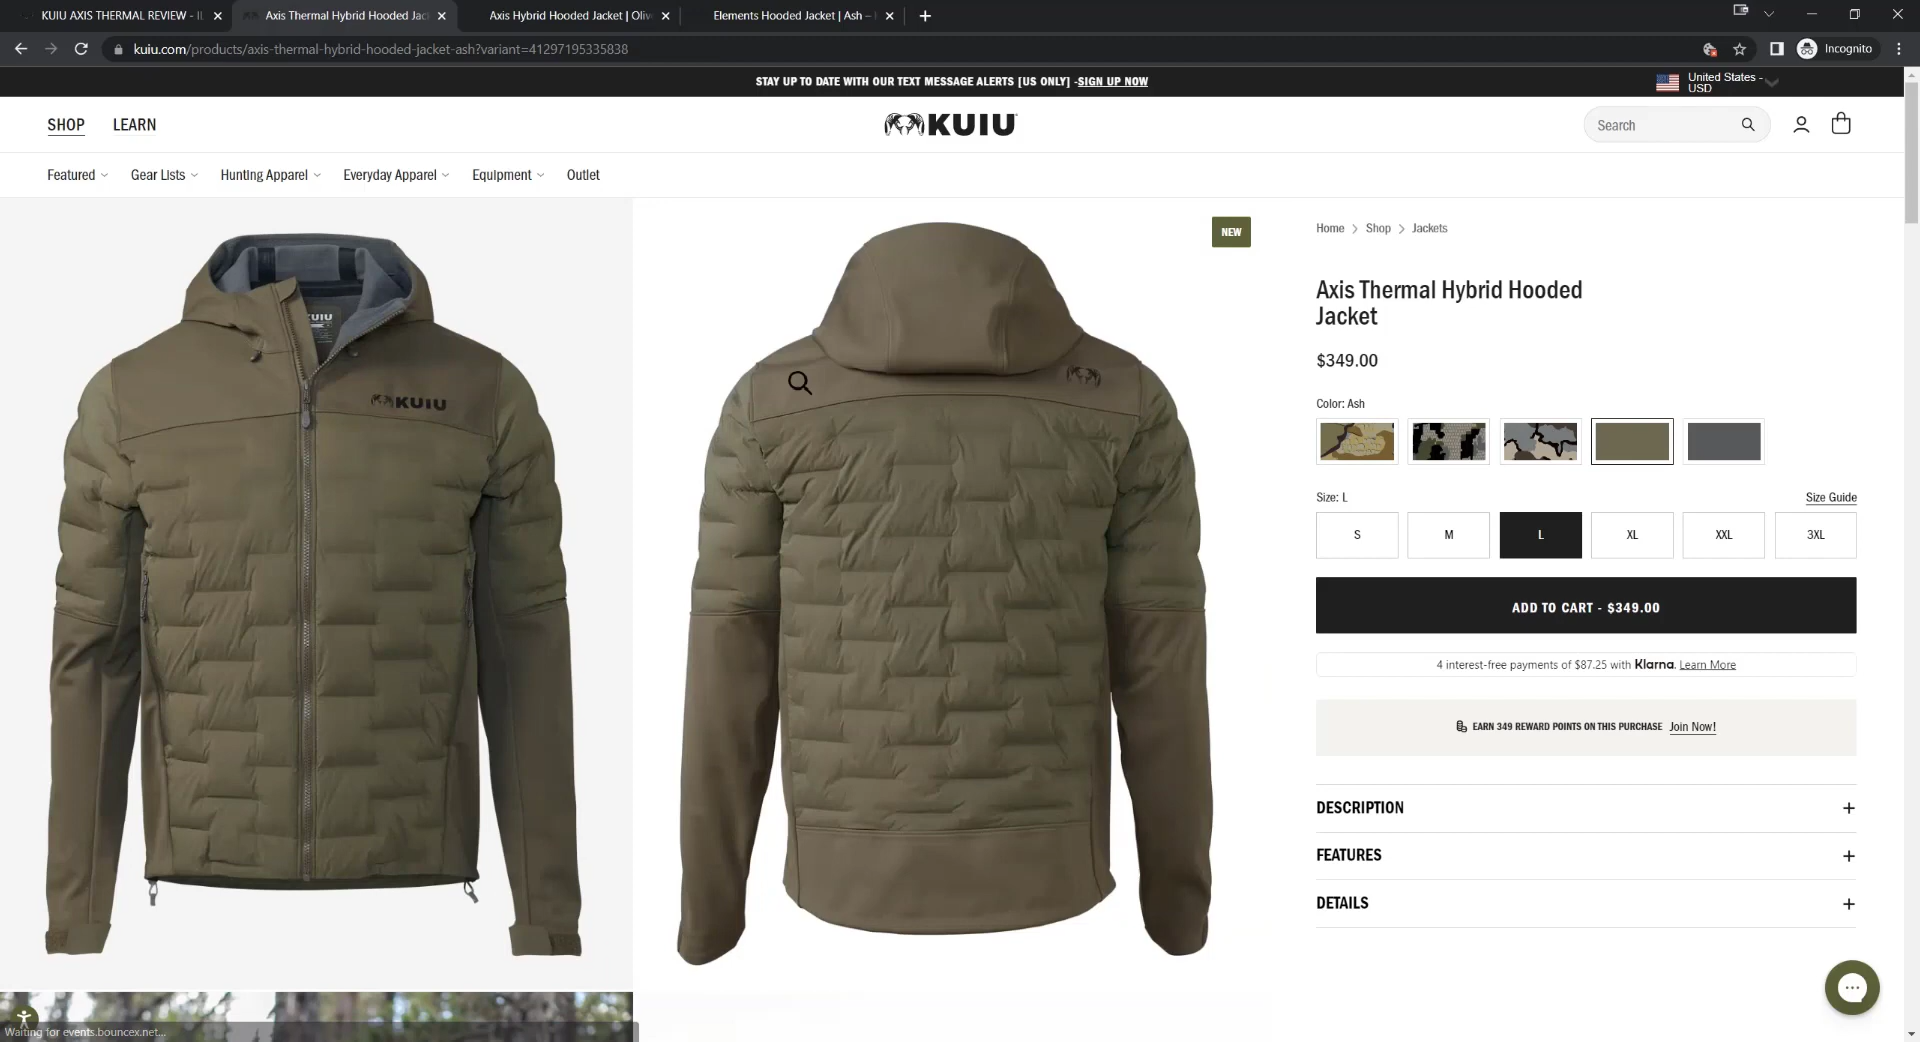 KUIU AXIS THERMAL REVIEW - IL
Axis Thermal Hybrid Hooded Jac
Axis Hybrid Hooded Jacket | Oliv
Elements Hooded Jacket | Ash –
kuiu.com/products/axis-thermal-hybrid-hooded-jacket-ash?variant=41297195335838
Incognito
STAY UP TO DATE WITH OUR TEXT MESSAGE ALERTS [US ONLY] -SIGN UP NOW
United States -
USD
SHOP LEARN
KUIU
Search
Featured Gear Lists Hunting Apparel Everyday Apparel Equipment Outlet
KUIU
KUIU
NEW
Home > Shop > Jackets
Axis Thermal Hybrid Hooded
Jacket
$349.00
Color: Ash
Size: L Size Guide
S M L XL XXL 3XL
ADD TO CART - $349.00
4 interest-free payments of $87.25 with Klarna. Learn More
EARN 349 REWARD POINTS ON THIS PURCHASE Join Now!
DESCRIPTION +
FEATURES +
DETAILS +
Waiting for events.bouncex.net...